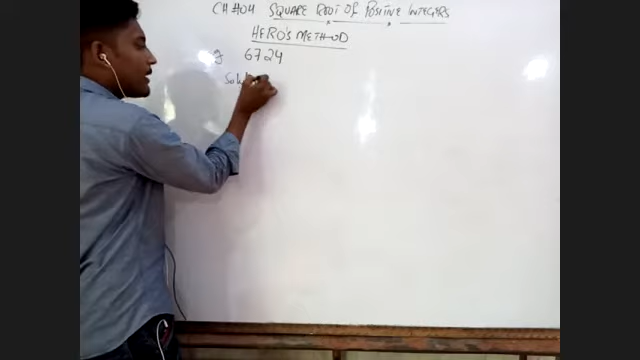 CH #04 SQUARE ROOT OF POSITIVE INTEGERS
HERO'S METHOD
6724